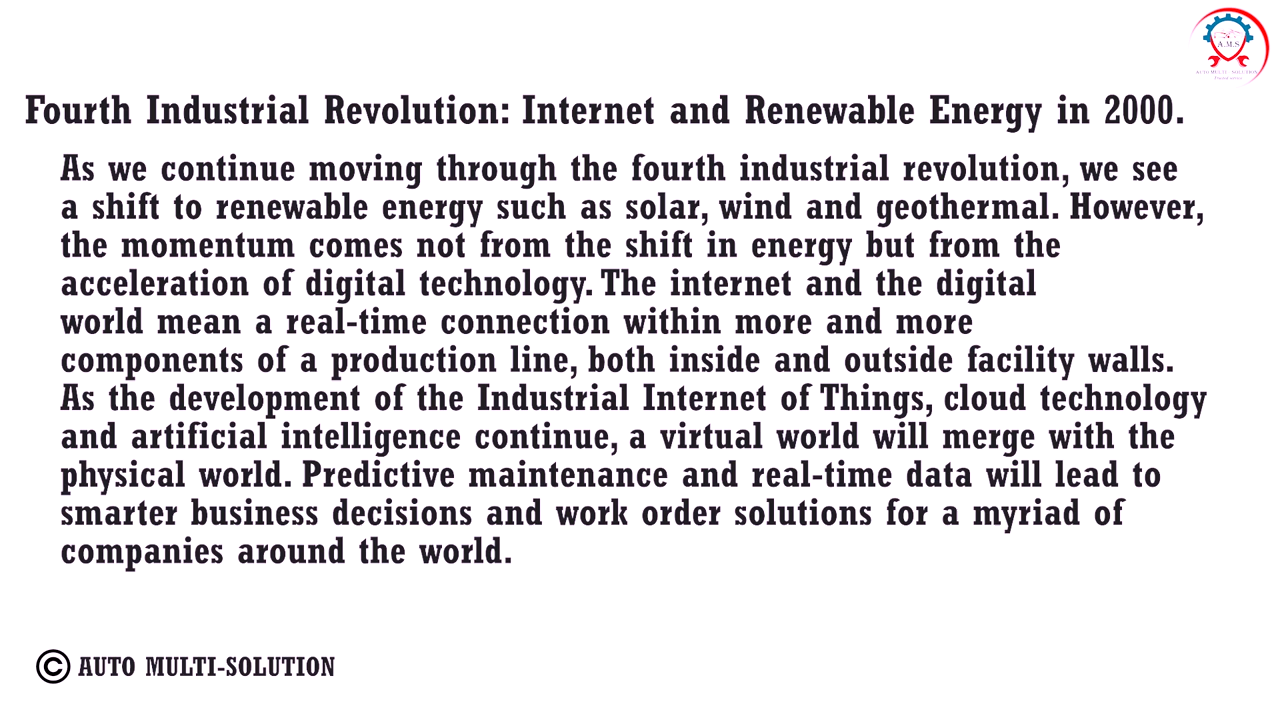 A.M.S
AUTO MULTI - SOLUTION
Fourth Industrial Revolution: Internet and Renewable Energy in 2000.
As we continue moving through the fourth industrial revolution, we see
a shift to renewable energy such as solar, wind and geothermal. However,
the momentum comes not from the shift in energy but from the
acceleration of digital technology. The internet and the digital
world mean a real-time connection within more and more
components of a production line, both inside and outside facility walls.
As the development of the Industrial Internet of Things, cloud technology
and artificial intelligence continue, a virtual world will merge with the
physical world. Predictive maintenance and real-time data will lead to
smarter business decisions and work order solutions for a myriad of
companies around the world.
© AUTO MULTI-SOLUTION